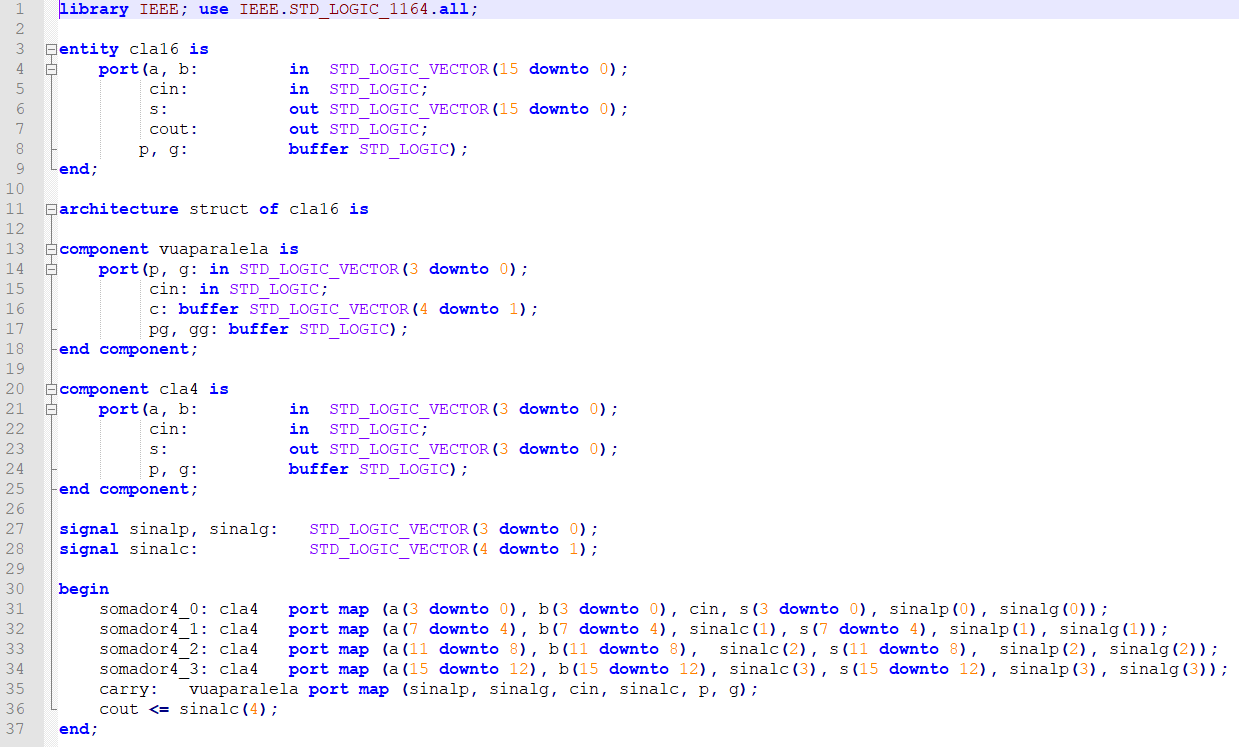 1 library IEEE; use IEEE.STD_LOGIC_1164.all;
2
3 entity cla16 is
4 port(a, b: in STD_LOGIC_VECTOR(15 downto 0);
5 cin: in STD_LOGIC;
6 s: out STD_LOGIC_VECTOR(15 downto 0);
7 cout: out STD_LOGIC;
8 p, g: buffer STD_LOGIC);
9 end;
10
11 architecture struct of cla16 is
12
13 component vuaparalela is
14 port(p, g: in STD_LOGIC_VECTOR(3 downto 0);
15 cin: in STD_LOGIC;
16 c: buffer STD_LOGIC_VECTOR(4 downto 1);
17 pg, gg: buffer STD_LOGIC);
18 end component;
19
20 component cla4 is
21 port(a, b: in STD_LOGIC_VECTOR(3 downto 0);
22 cin: in STD_LOGIC;
23 s: out STD_LOGIC_VECTOR(3 downto 0);
24 p, g: buffer STD_LOGIC);
25 end component;
26
27 signal sinalp, sinalg: STD_LOGIC_VECTOR(3 downto 0);
28 signal sinalc: STD_LOGIC_VECTOR(4 downto 1);
29
30 begin
31 somador4_0: cla4 port map (a(3 downto 0), b(3 downto 0), cin, s(3 downto 0), sinalp(0), sinalg(0));
32 somador4_1: cla4 port map (a(7 downto 4), b(7 downto 4), sinalc(1), s(7 downto 4), sinalp(1), sinalg(1));
33 somador4_2: cla4 port map (a(11 downto 8), b(11 downto 8), sinalc(2), s(11 downto 8), sinalp(2), sinalg(2));
34 somador4_3: cla4 port map (a(15 downto 12), b(15 downto 12), sinalc(3), s(15 downto 12), sinalp(3), sinalg(3));
35 carry: vuaparalela port map (sinalp, sinalg, cin, sinalc, p, g);
36 cout <= sinalc(4);
37 end;